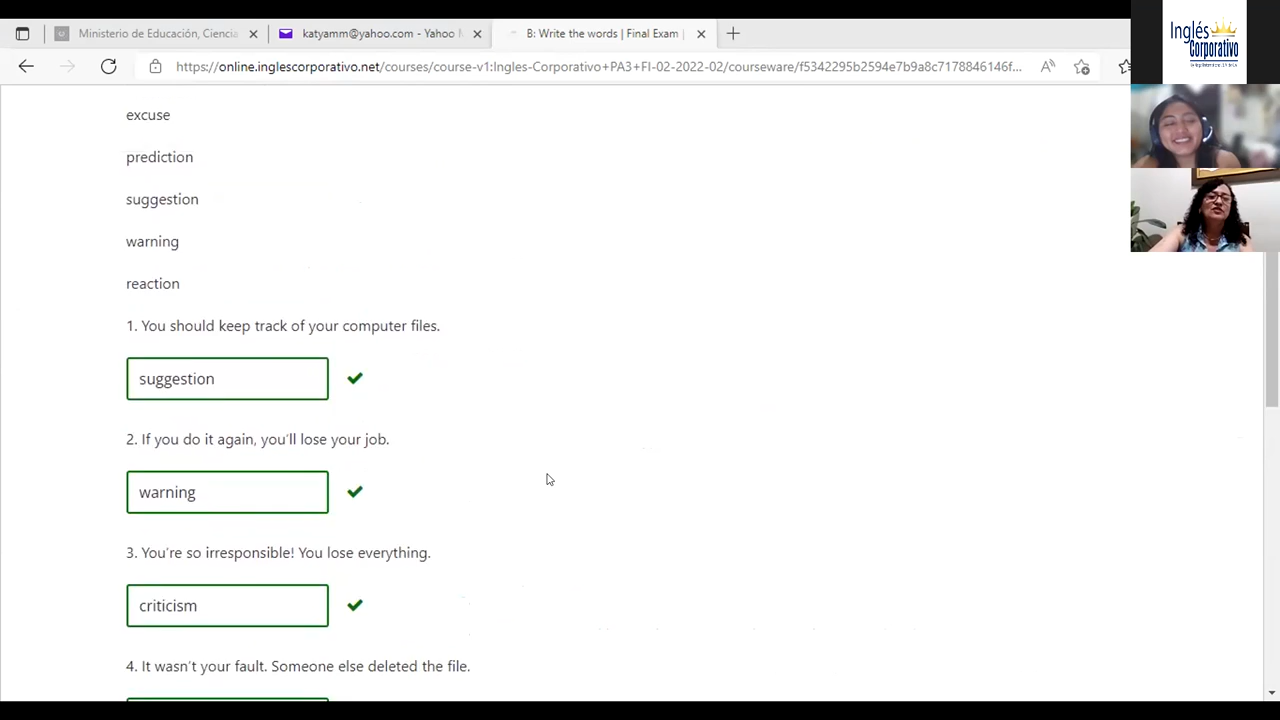 Ministerio de Educación, Ciencia
katyamm@yahoo.com - Yahoo M
B: Write the words | Final Exam |
https://online.inglescorporativo.net/courses/course-v1:Ingles-Corporativo+PA3+FI-02-2022-02/courseware/f5342295b2594e7b9a8c7178846146f...
Inglés
Corporativo
excuse
prediction
suggestion
warning
reaction
1. You should keep track of your computer files.
suggestion
2. If you do it again, you'll lose your job.
warning
3. You're so irresponsible! You lose everything.
criticism
4. It wasn't your fault. Someone else deleted the file.